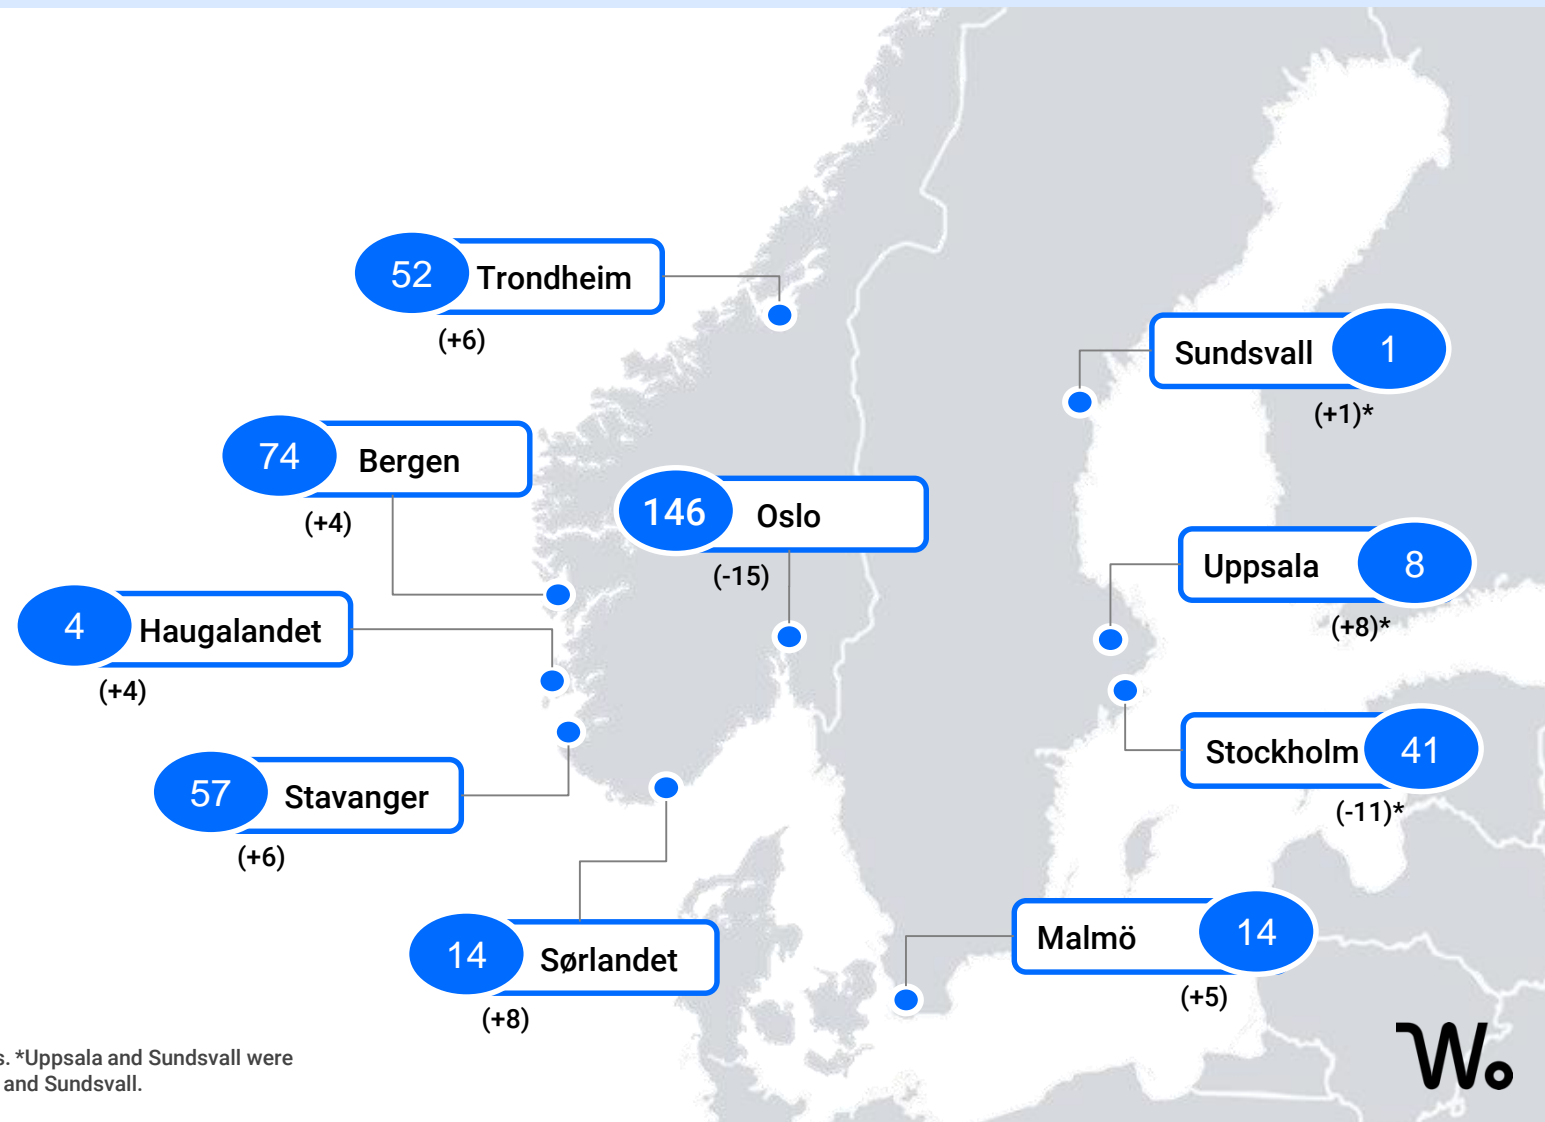 52 Trondheim
(+6)
Sundsvall 1
(+1)*
74 Bergen
(+4)
146 Oslo
(-15)
Uppsala 8
(+8)*
4 Haugalandet
(+4)
Stockholm 41
(-11)*
57 Stavanger
(+6)
14 Sørlandet
(+8)
Malmö 14
(+5)
s. *Uppsala and Sundsvall were
and Sundsvall.
Wo